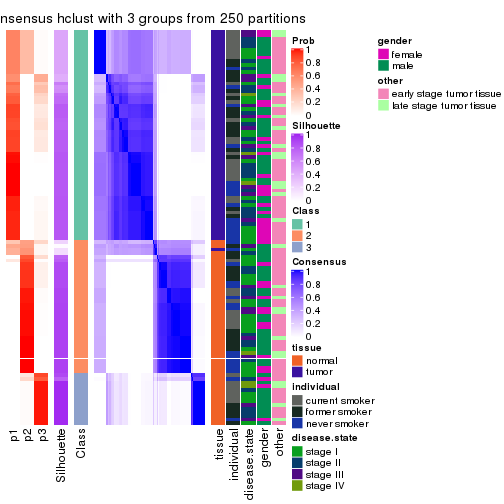 nsensus hclust with 3 groups from 250 partitions
Prob
1
0.8
0.6
0.4
0.2
0
Silhouette
1
0.8
0.6
0.4
0.2
0
Class
1
2
3
Consensus
1
0.8
0.6
0.4
0.2
0
tissue
normal
tumor
individual
current smoker
former smoker
never smoker
disease.state
stage I
stage II
stage III
stage IV
gender
female
male
other
early stage tumor tissue
late stage tumor tissue
p1
p2
p3
Silhouette
Class
tissue
individual
disease.state
gender
other